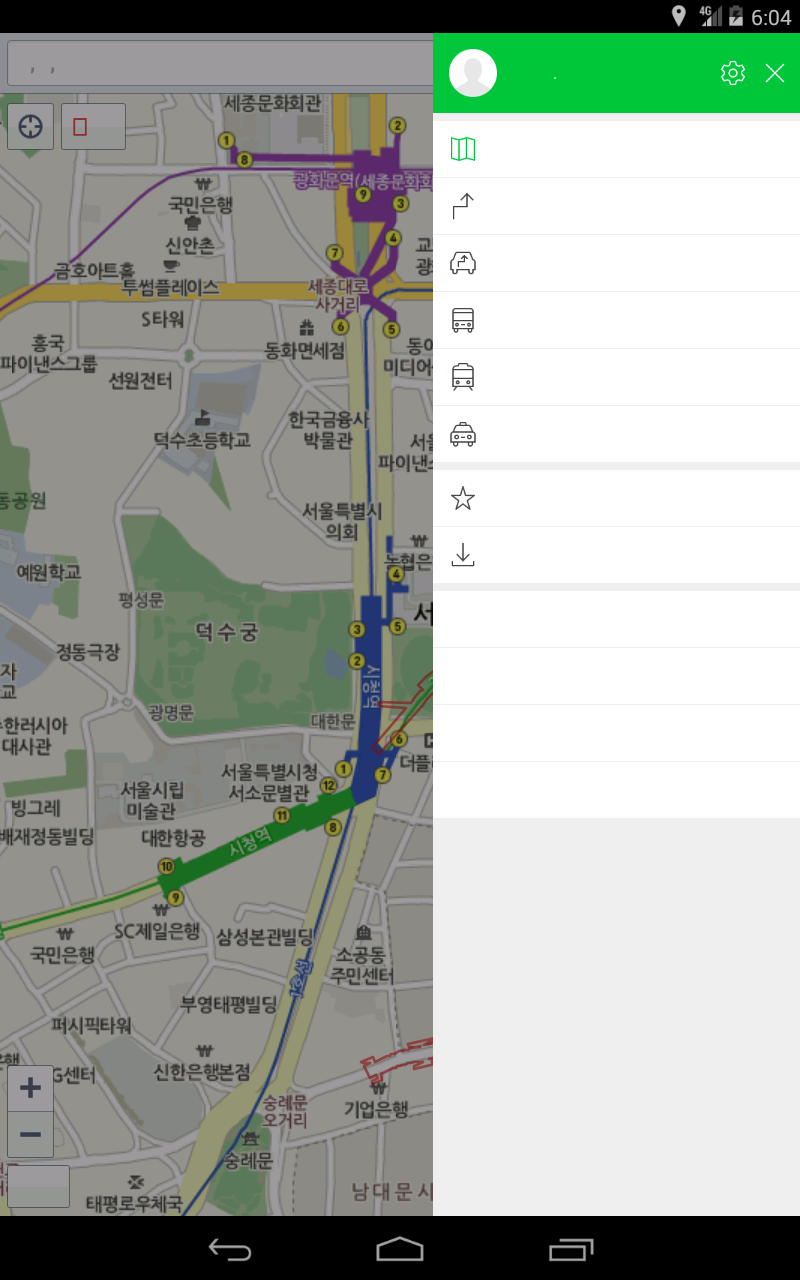 4G 6:04
, ,
.
세종문화회관
1
2
8
광화문역(세종문화회
9
국민은행
3
신안촌
4
7
금호아트홀
투썸플레이스
세종대로
사거리
S타워
6
5
동화면세점
흥국
파이낸스그룹
선원전터
미디어
한국금융사
박물관
덕수초등학교
파이낸스
서울특별시
의회
동공원
농협은
4
예원학교
평성문
덕수궁
3
5
서
정동극장
2
시청역
자
교
광명문
대한문
한러시아
대사관
6
더플
서울특별시청
서소문별관
1
7
12
서울시립
미술관
빙그레
11
배재정동빌딩
대한항공
시청역
8
10
9
SC제일은행
국민은행
삼성본관빌딩
소공동
주민센터
1호선
부영태평빌딩
퍼시픽타워
G센터
신한은행본점
기업은행
숭례문
오거리
숭례문
남대문시
태평로우체국